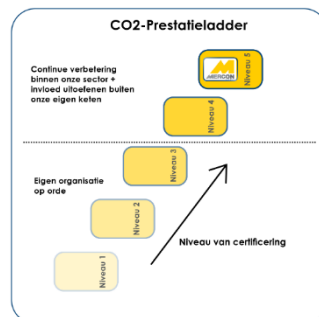 CO2-Prestatieladder
Continue verbetering
binnen onze sector +
invloed uitoefenen buiten
onze eigen keten
Niveau 5
Niveau 4
Niveau 3
Eigen organisatie
op orde
Niveau 2
Niveau van certificering
Niveau 1